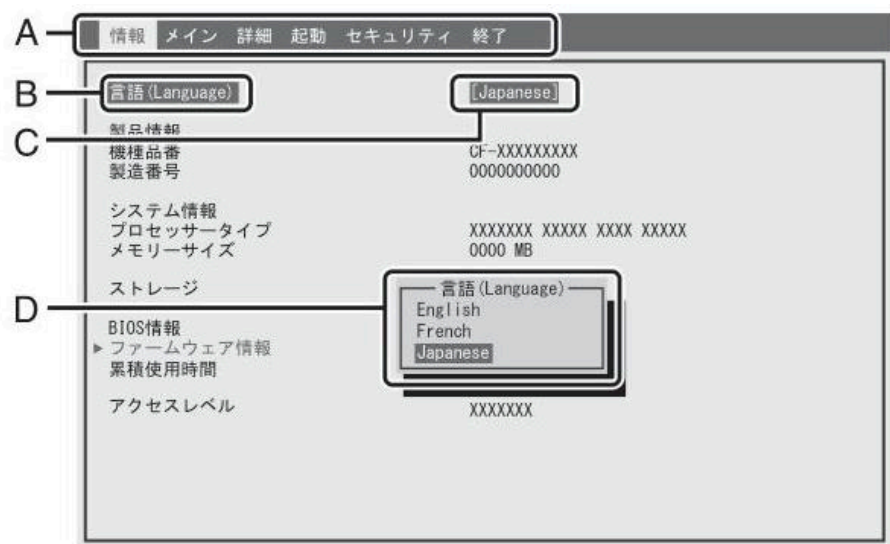 A
情報 メイン 詳細 起動 セキュリティ 終了
B
言語(Language) [Japanese]
C
製品情報
機種品番 CF-XXXXXXXXX
製造番号 0000000000
システム情報
プロセッサータイプ XXXXXXX XXXXX XXXX XXXXX
メモリーサイズ 0000 MB
D
ストレージ
言語(Language)
English
French
Japanese
BIOS情報
▶ ファームウェア情報
累積使用時間
アクセスレベル XXXXXXX